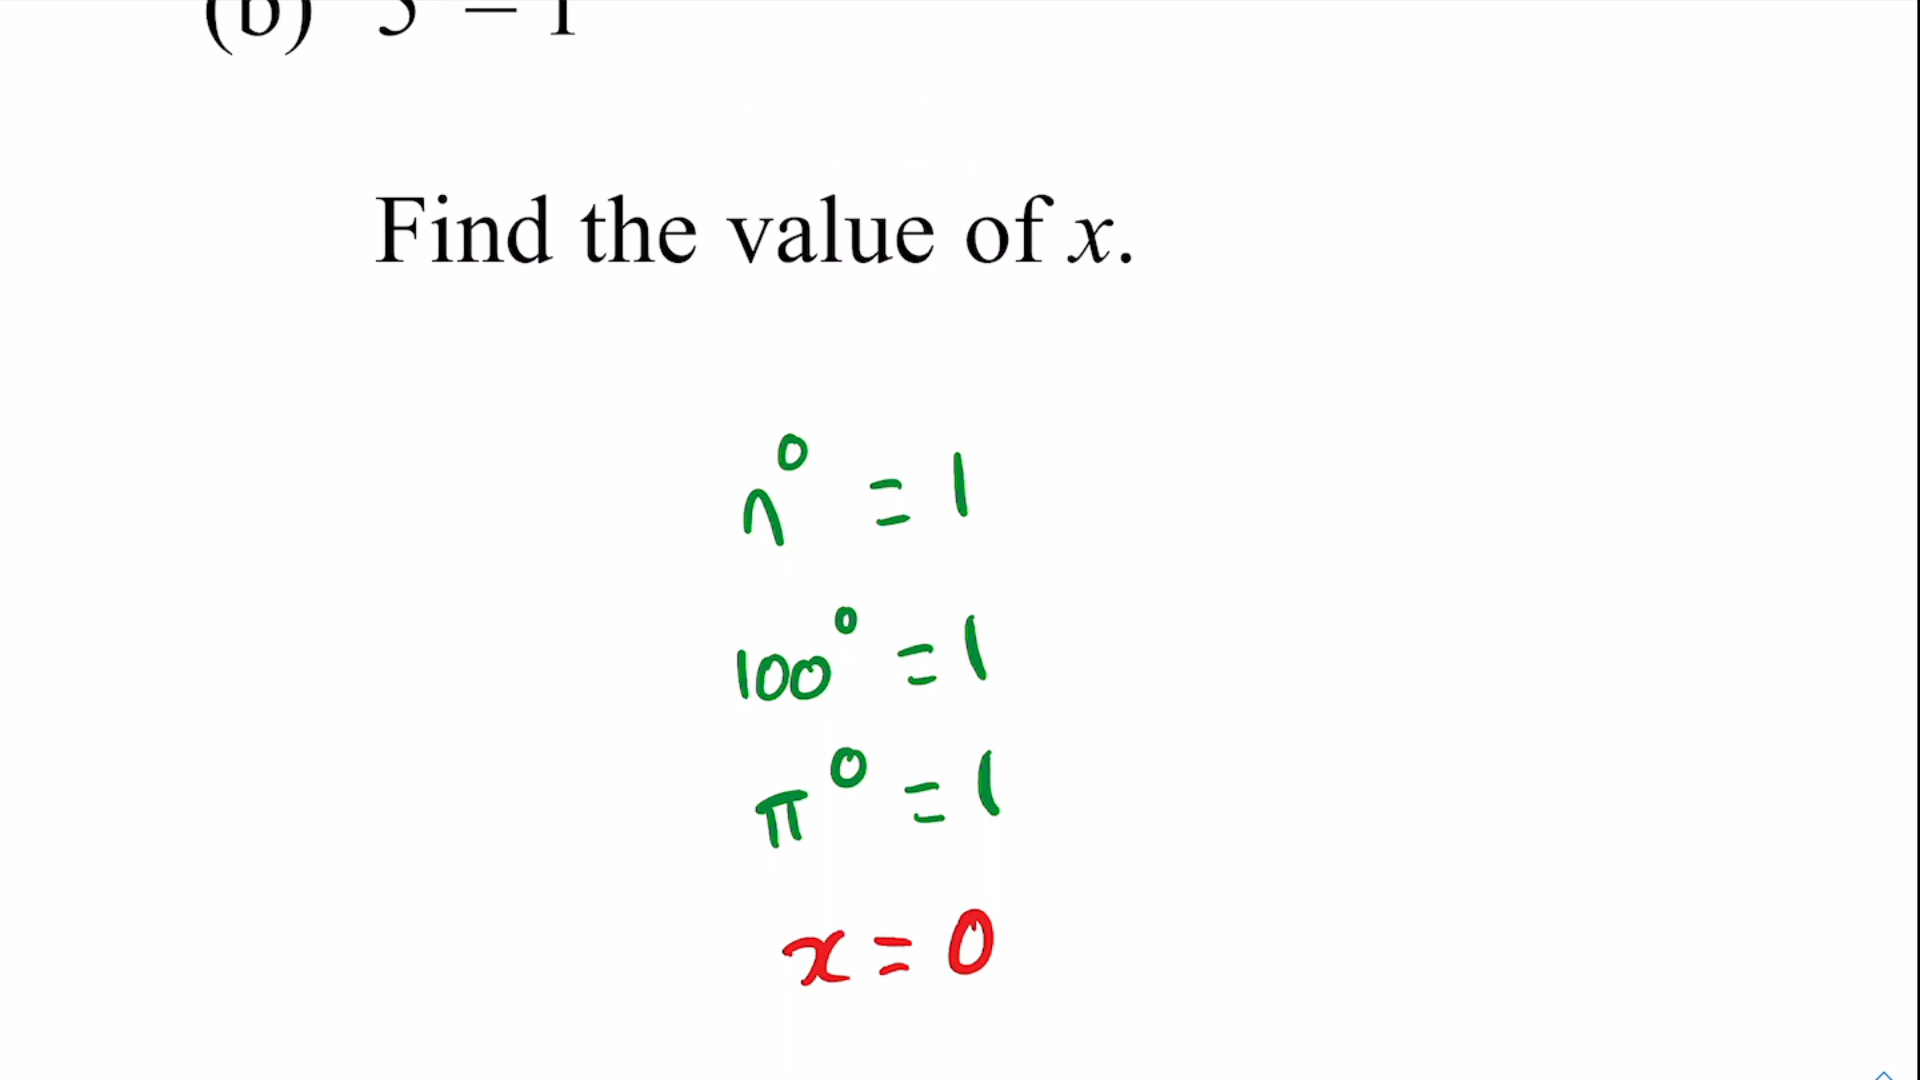 (b)
Find the value of x.
n⁰ = 1
100⁰ = 1
π⁰ = 1
x = 0